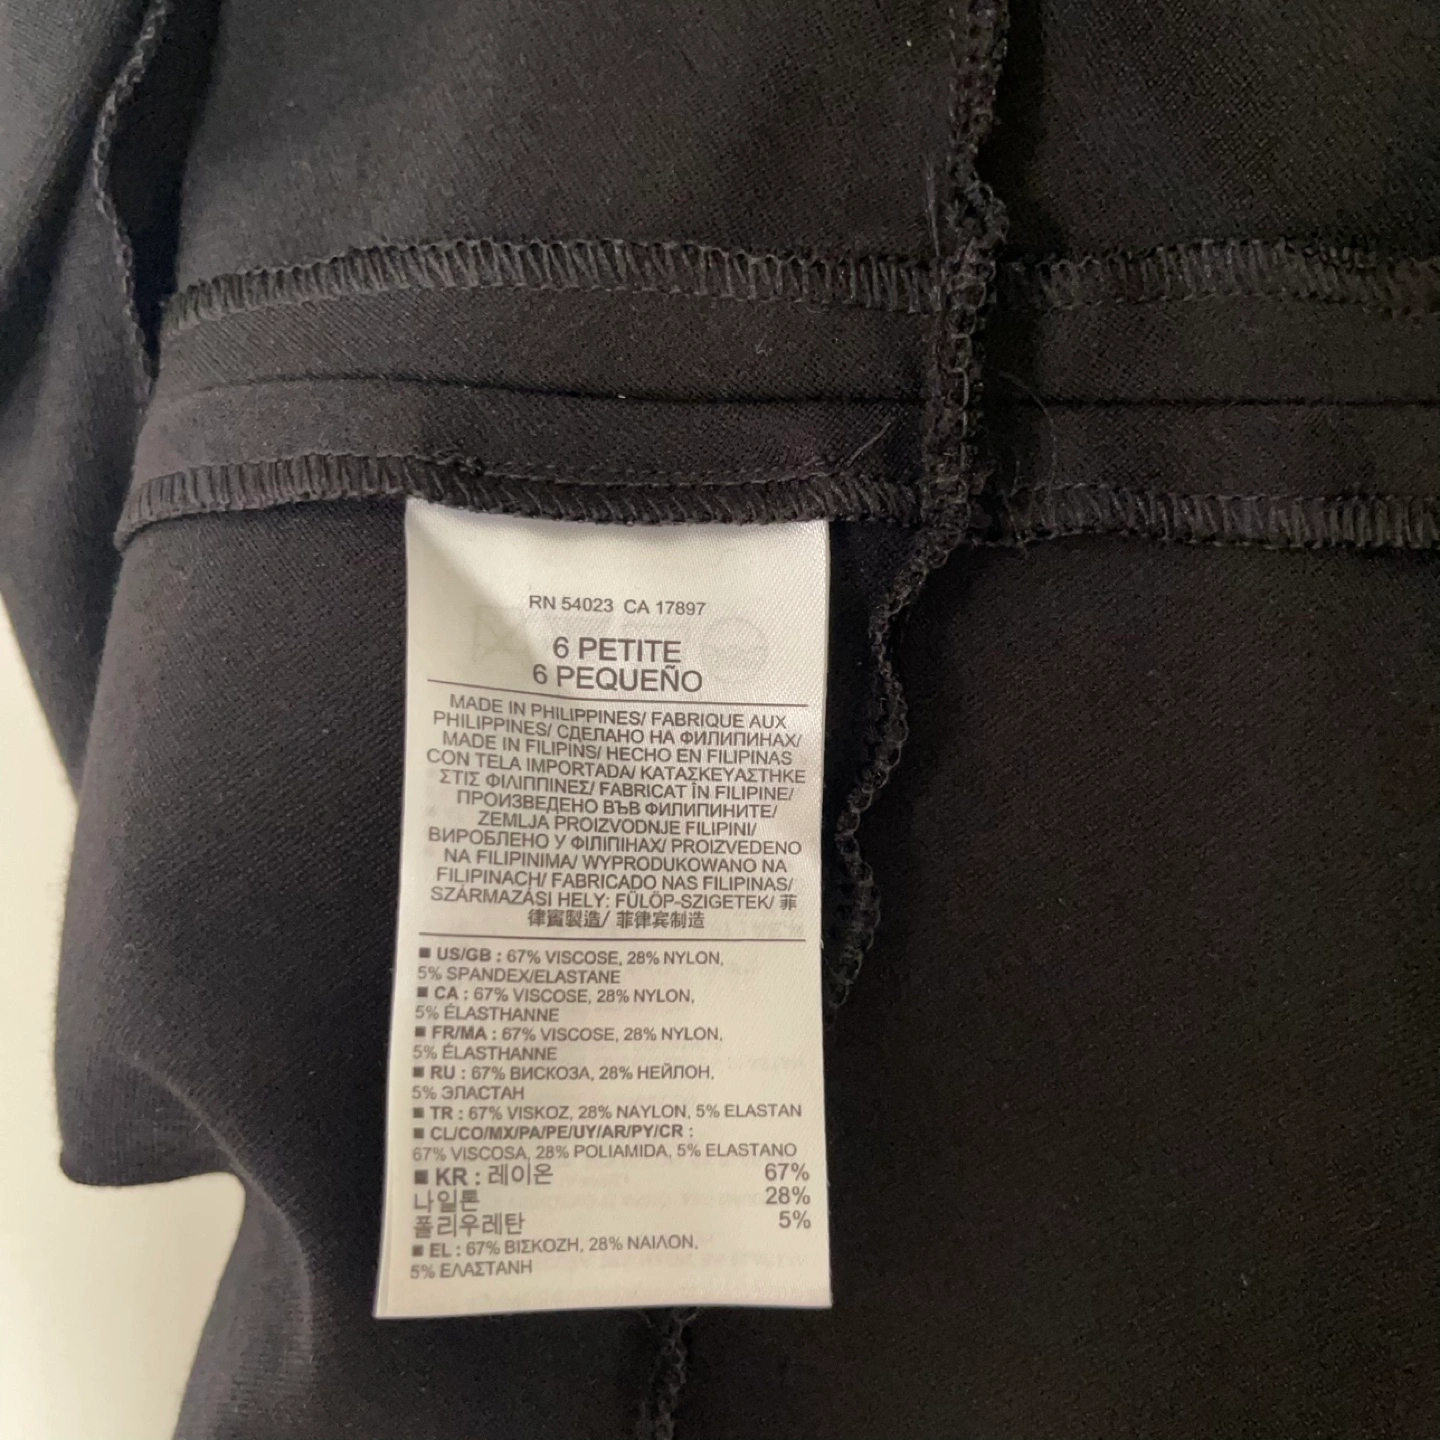 RN 54023 CA 17897
6 PETITE
6 PEQUEÑO
MADE IN PHILIPPINES/ FABRIQUE AUX
PHILIPPINES/ СДЕЛАНО НА ФИЛИПИНАХ/
MADE IN FILIPINS/ HECHO EN FILIPINAS
CON TELA IMPORTADA/ ΚΑΤΑΣΚΕΥΑΣΤΗΚΕ
ΣΤΙΣ ΦΙΛΙΠΠΙΝΕΣ/ FABRICAT ÎN FILIPINE/
ПРОИЗВЕДЕНО ВЪВ ФИЛИПИНИТЕ/
ZEMLJA PROIZVODNJE FILIPINI/
ВИРОБЛЕНО У ФІЛІПІНАХ/ PROIZVEDENO
NA FILIPINIMA/ WYPRODUKOWANO NA
FILIPINACH/ FABRICADO NAS FILIPINAS/
SZÁRMAZÁSI HELY: FÜLÖP-SZIGETEK/ 菲
律賓製造/ 菲律宾制造
■ US/GB : 67% VISCOSE, 28% NYLON,
5% SPANDEX/ELASTANE
■ CA : 67% VISCOSE, 28% NYLON,
5% ÉLASTHANNE
■ FR/MA : 67% VISCOSE, 28% NYLON,
5% ÉLASTHANNE
■ RU : 67% ВИСКОЗА, 28% НЕЙЛОН,
5% ЭЛАСТАН
■ TR : 67% VISKOZ, 28% NAYLON, 5% ELASTAN
■ CL/CO/MX/PA/PE/UY/AR/PY/CR :
67% VISCOSA, 28% POLIAMIDA, 5% ELASTANO
■ KR : 레이온 67%
나일론 28%
폴리우레탄 5%
■ EL : 67% ΒΙΣΚΟΖΗ, 28% ΝΑΙΛΟΝ,
5% ΕΛΑΣΤΑΝΗ